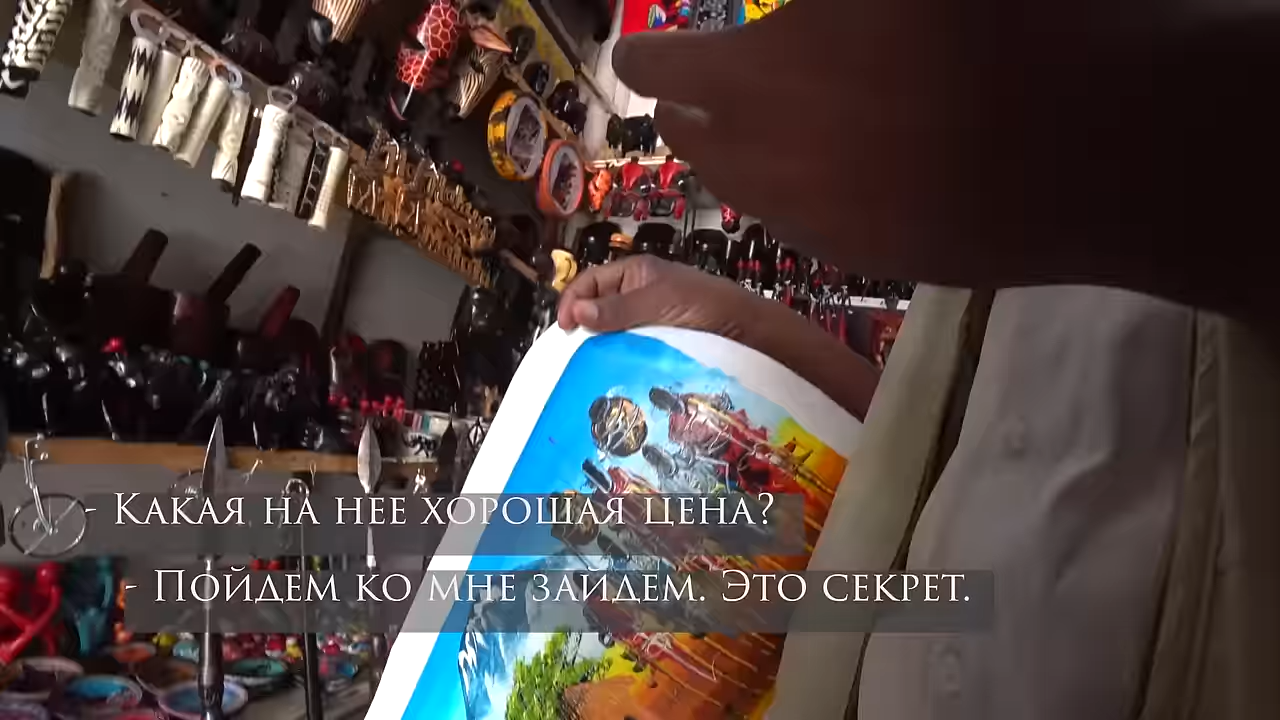 - Какая на нее хорошая цена?
- Пойдем ко мне зайдем. Это секрет.